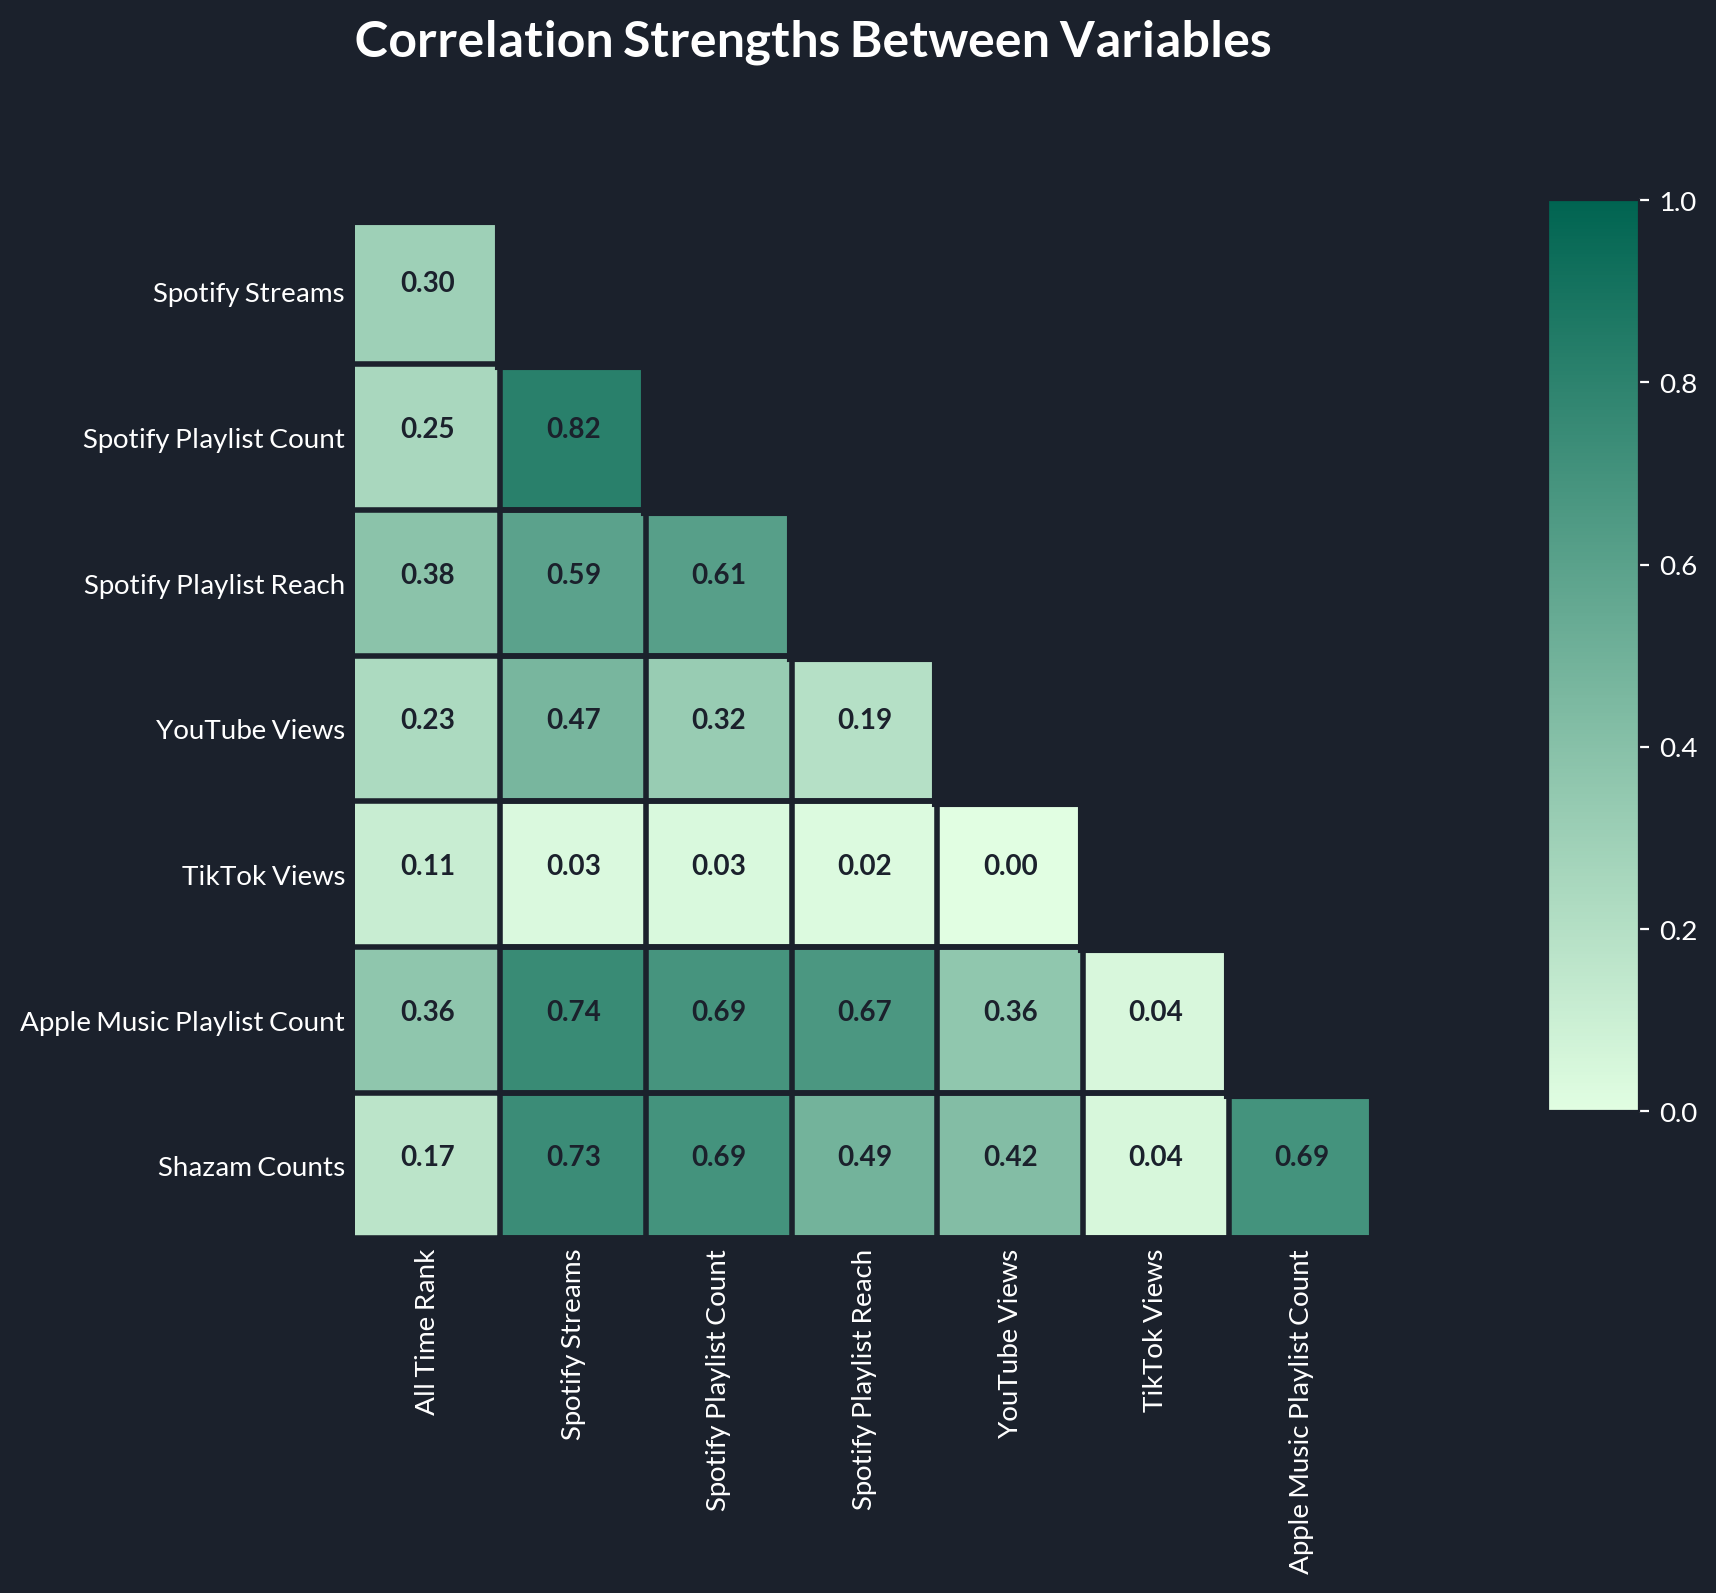 Correlation Strengths Between Variables
Spotify Streams 0.30
Spotify Playlist Count 0.25 0.82
Spotify Playlist Reach 0.38 0.59 0.61
YouTube Views 0.23 0.47 0.32 0.19
TikTok Views 0.11 0.03 0.03 0.02 0.00
Apple Music Playlist Count 0.36 0.74 0.69 0.67 0.36 0.04
Shazam Counts 0.17 0.73 0.69 0.49 0.42 0.04 0.69
All Time Rank
Spotify Streams
Spotify Playlist Count
Spotify Playlist Reach
YouTube Views
TikTok Views
Apple Music Playlist Count
1.0
0.8
0.6
0.4
0.2
0.0